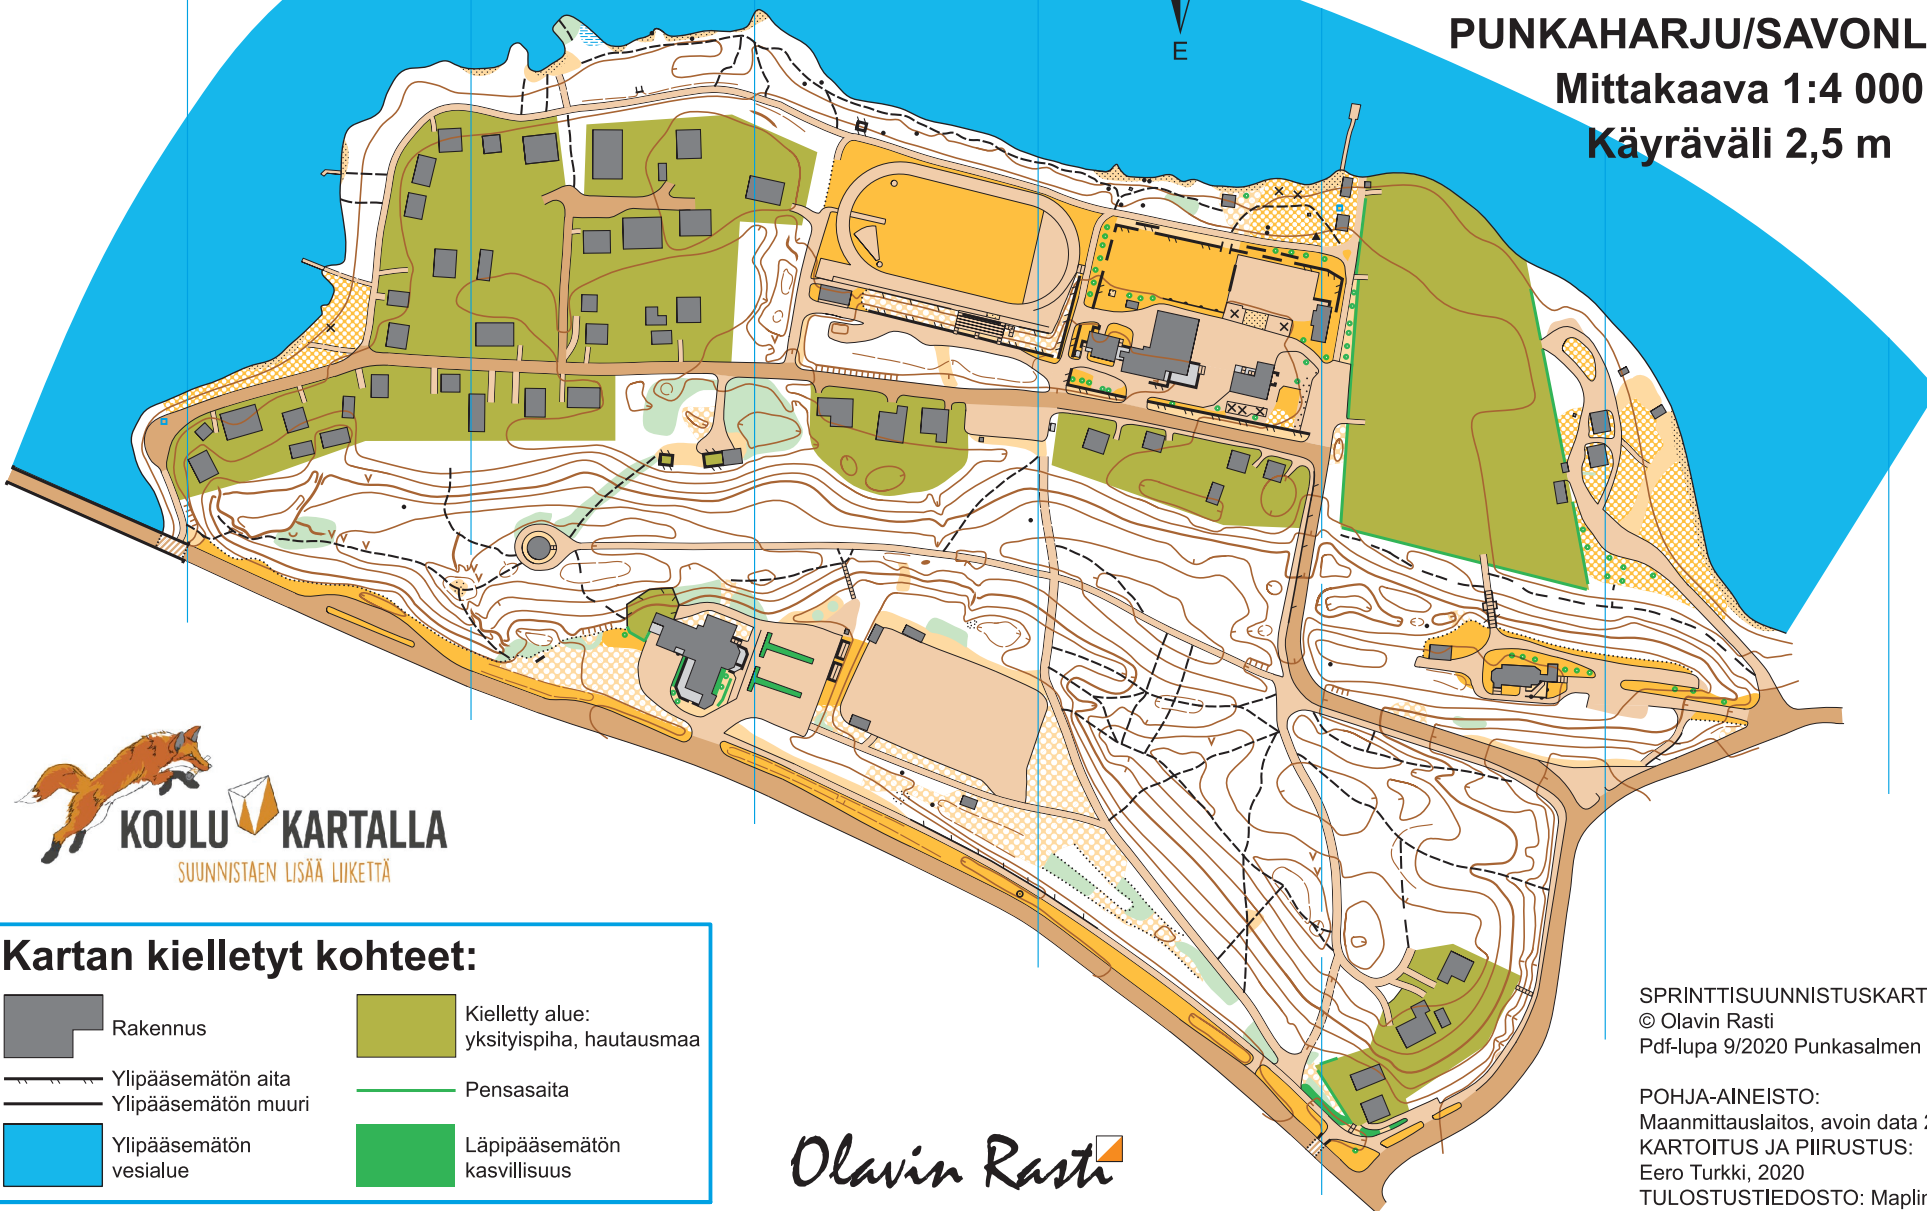 E
PUNKAHARJU/SAVONL
Mittakaava 1:4 000
Käyräväli 2,5 m
KOULU KARTALLA
SUUNNISTAEN LISÄÄ LIIKETTÄ
Kartan kielletyt kohteet:
Rakennus
Ylipääsemätön aita
Ylipääsemätön muuri
Ylipääsemätön
vesialue
Kielletty alue:
yksityispiha, hautausmaa
Pensasaita
Läpipääsemätön
kasvillisuus
Olavin Rasti
SPRINTTISUUNNISTUSKART
© Olavin Rasti
Pdf-lupa 9/2020 Punkasalmen
POHJA-AINEISTO:
Maanmittauslaitos, avoin data 2
KARTOITUS JA PIIRUSTUS:
Eero Turkki, 2020
TULOSTUSTIEDOSTO: Maplin